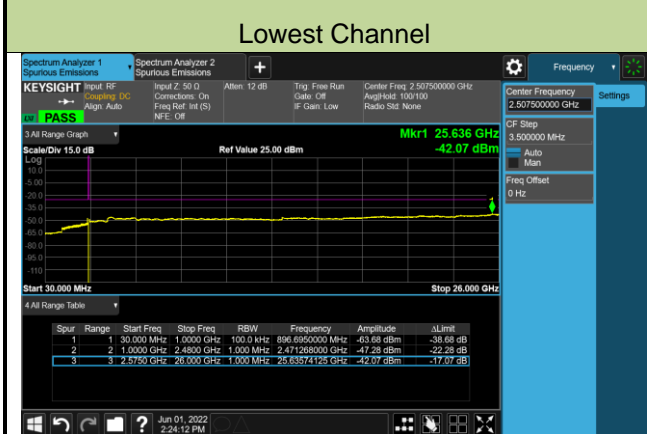 Lowest Channel
Spectrum Analyzer 1
Spurious Emissions
Spectrum Analyzer 2
Spurious Emissions
+
Frequency
KEYSIGHT
Input: RF
Coupling: DC
Align: Auto
Input Z: 50 Ω
Corrections: On
Freq Ref: Int (S)
NFE: Off
Atten: 12 dB
Trig: Free Run
Gate: Off
IF Gain: Low
Center Freq: 2.507500000 GHz
Avg|Hold: 100/100
Radio Std: None
PASS
Center Frequency
2.507500000 GHz
Settings
CF Step
3.500000 MHz
Auto
Man
Freq Offset
0 Hz
3 All Range Graph
Mkr1 25.636 GHz
Scale/Div 15.0 dB
Ref Value 25.00 dBm
-42.07 dBm
Log
10.0
-5.00
-20.0
-35.0
-50.0
-65.0
-80.0
-95.0
-110
1
Start 30.000 MHz
Stop 26.000 GHz
4 All Range Table
Spur Range Start Freq Stop Freq RBW Frequency Amplitude ΔLimit
1 1 30.000 MHz 1.0000 GHz 100.0 kHz 896.6950000 MHz -63.68 dBm -38.68 dB
2 2 1.0000 GHz 2.4800 GHz 1.000 MHz 2.471268000 GHz -47.28 dBm -22.28 dB
3 3 2.5750 GHz 26.000 GHz 1.000 MHz 25.63574125 GHz -42.07 dBm -17.07 dB
?
Jun 01, 2022
2:24:12 PM